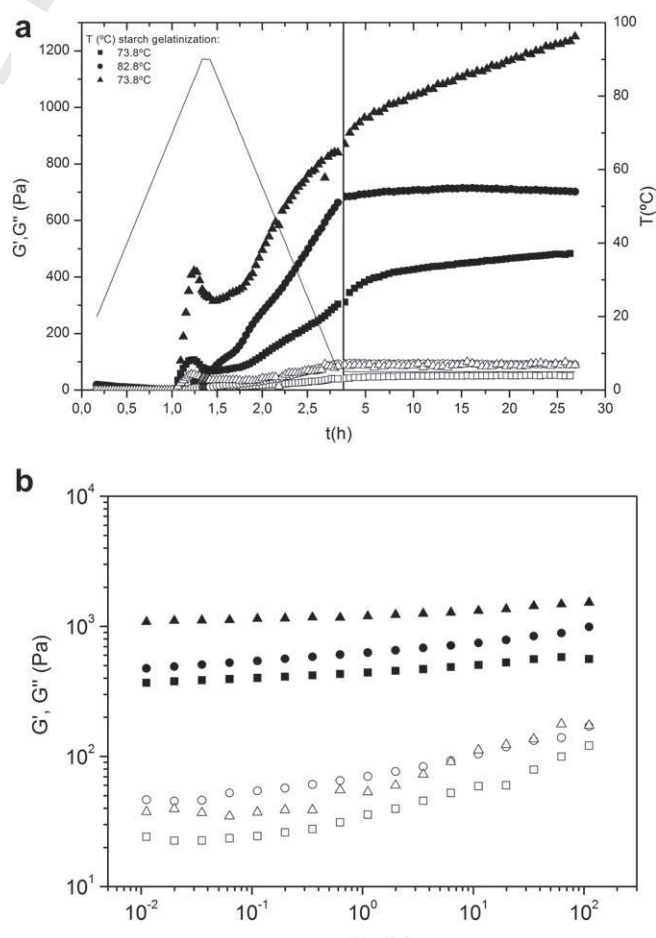 a
T (ºC) starch gelatinization:
73.8ºC
82.8ºC
73.8ºC
G',G'' (Pa)
1200
1000
800
600
400
200
0
100
80
60
40
20
0
T(ºC)
0,0 0,5 1,0 1,5 2,0 2,5 5 10 15 20 25 30
t(h)
b
G', G'' (Pa)
10⁴
10³
10²
10¹
10⁻² 10⁻¹ 10⁰ 10¹ 10²